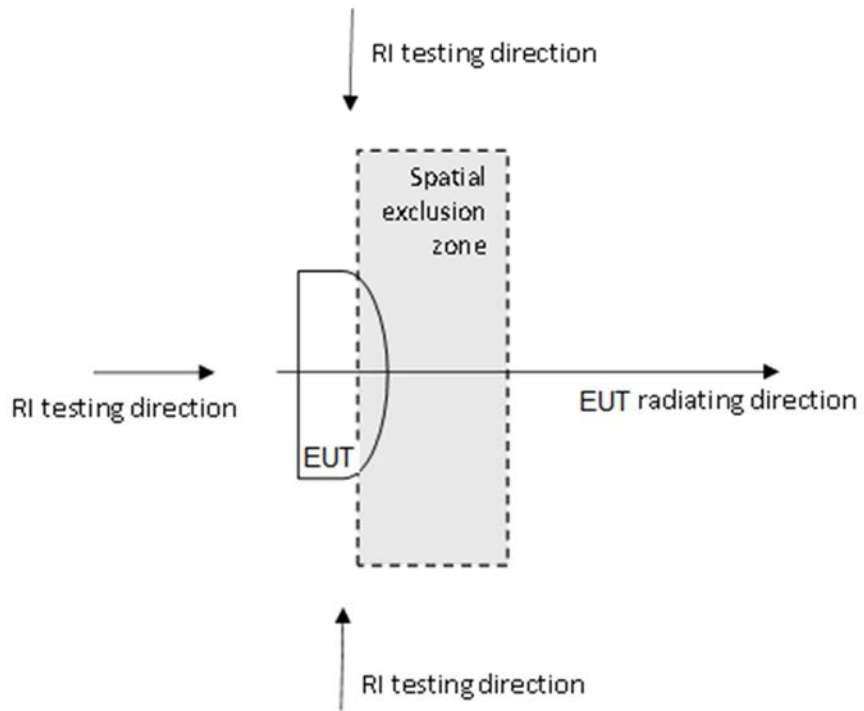 RI testing direction
Spatial
exclusion
zone
RI testing direction
EUT radiating direction
EUT
RI testing direction